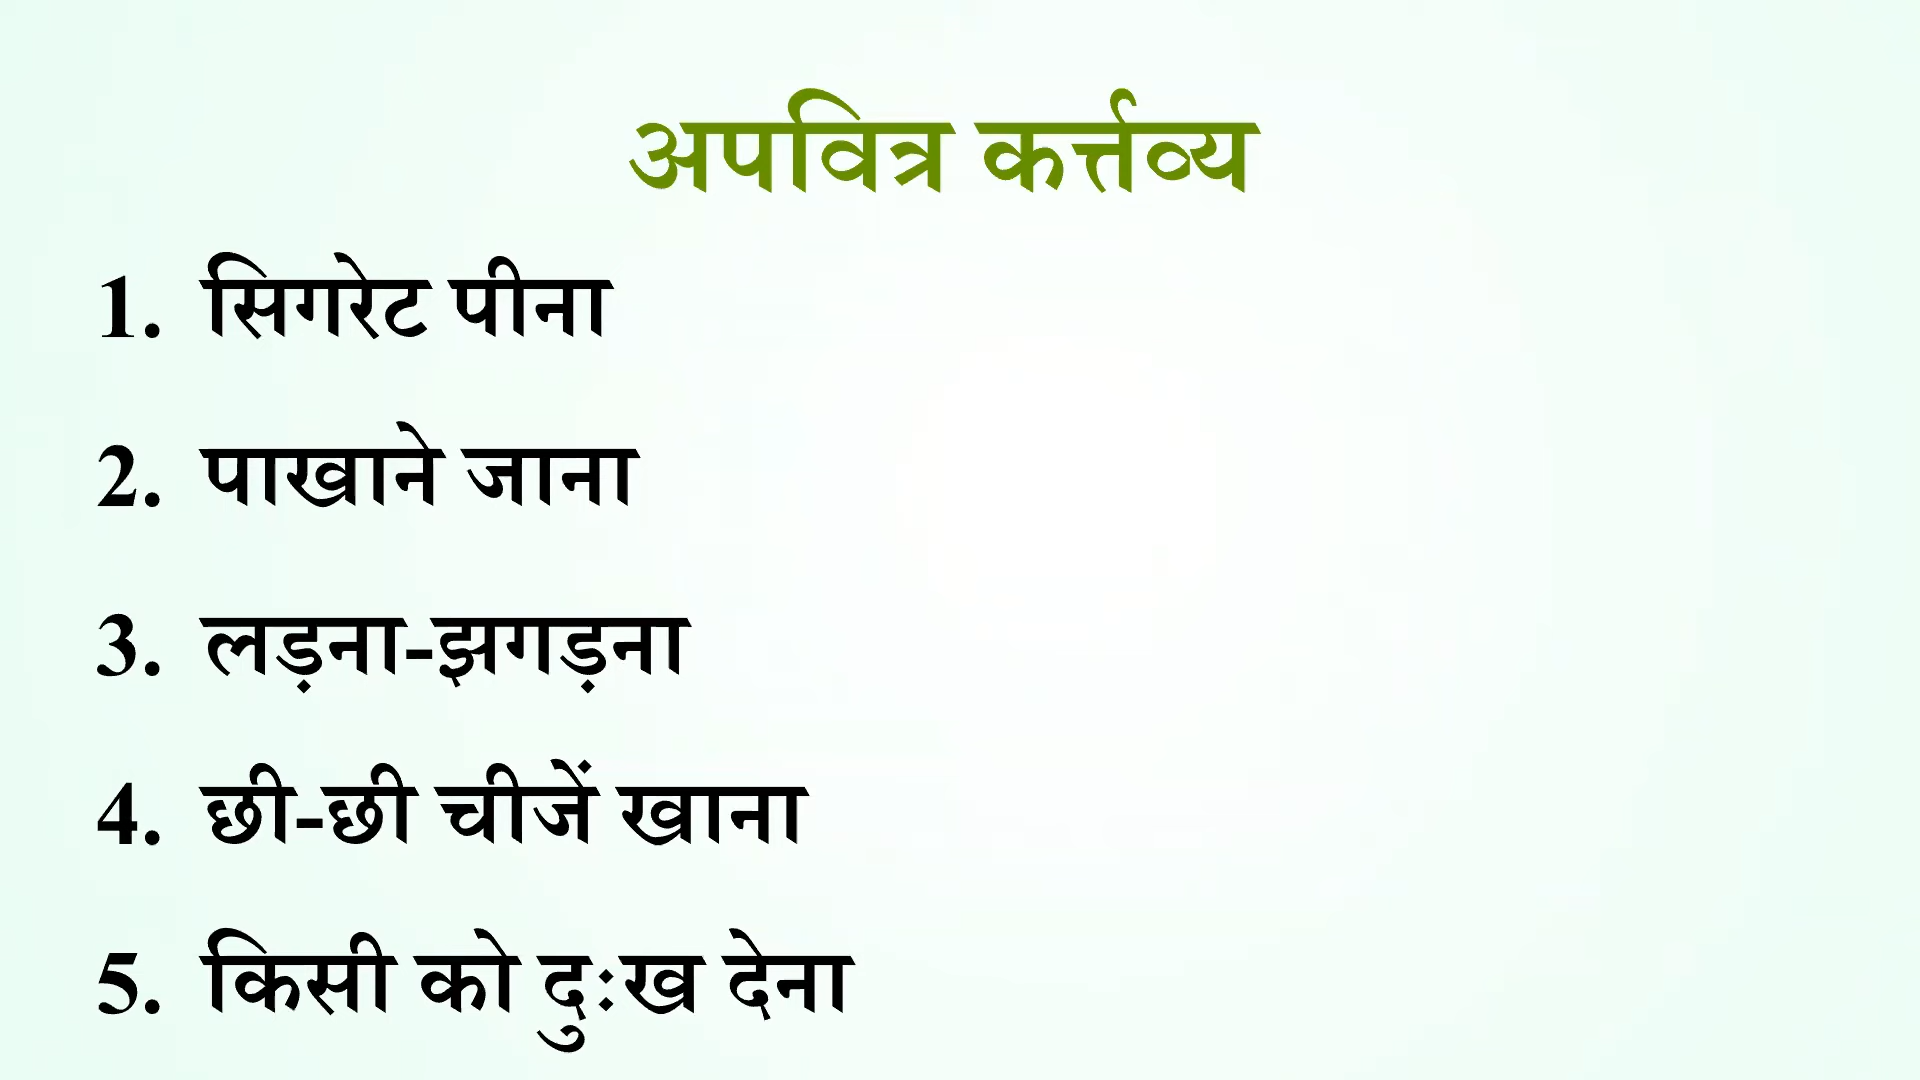 अपवित्र कर्त्तव्य
1. सिगरेट पीना
2. पाखाने जाना
3. लड़ना-झगड़ना
4. छी-छी चीजें खाना
5. किसी को दुःख देना